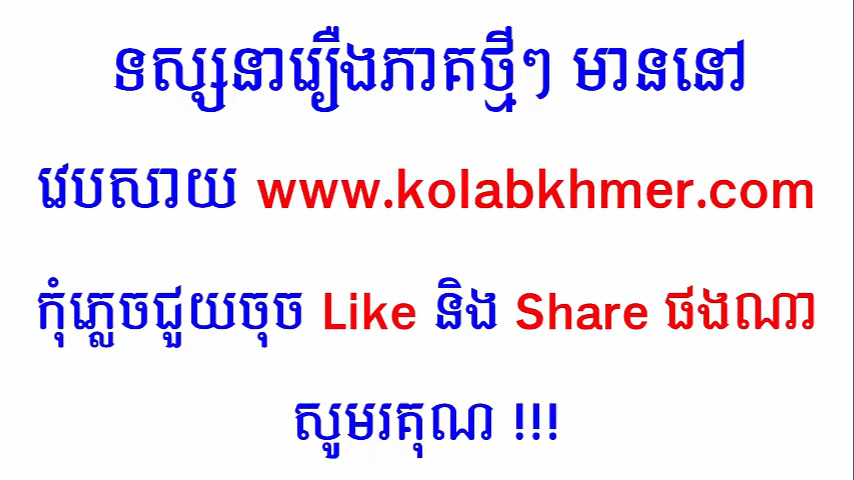 ទស្សនារឿងភាគថ្មីៗ មាននៅ
វេបសាយ www.kolabkhmer.com
កុំភ្លេចជួយចុច Like និង Share ផងណា
សូមរគុណ !!!